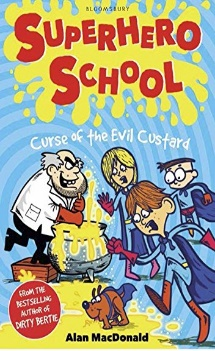 BLOOMSBURY
SUPERHERO
SCHOOL
Curse of the Evil Custard
FROM THE
BESTSELLING
AUTHOR OF
DIRTY BERTIE
Alan MacDonald